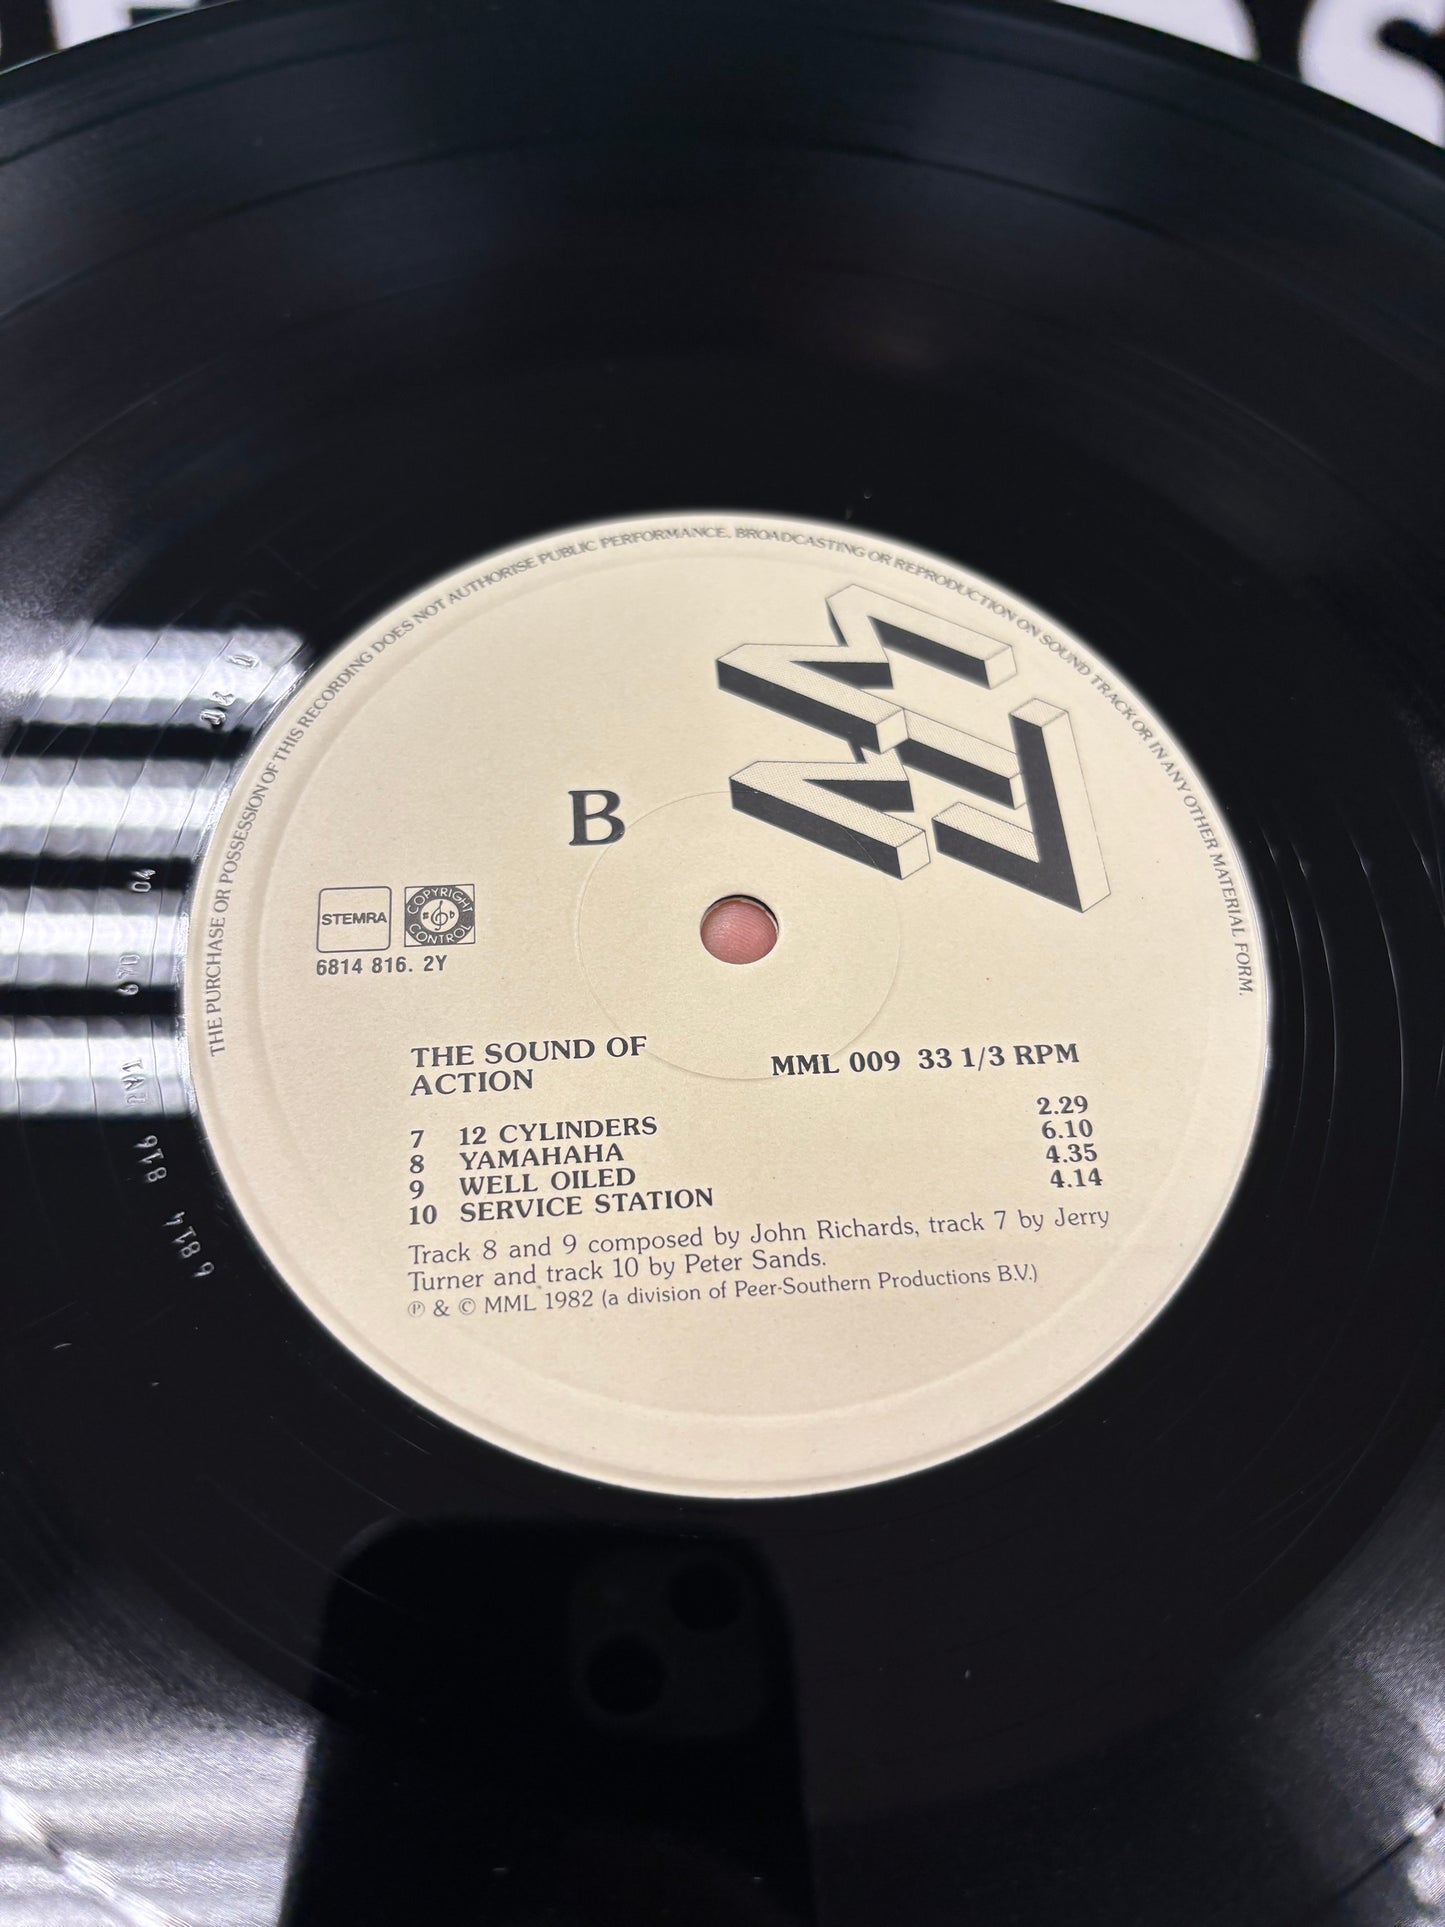 THE PURCHASE OR POSSESSION OF THIS RECORDING DOES NOT AUTHORISE PUBLIC PERFORMANCE, BROADCASTING OR REPRODUCTION ON SOUND TRACK OR IN ANY OTHER MATERIAL FORM.
MML
B
STEMRA
COPYRIGHT CONTROL
6814 816. 2Y
THE SOUND OF
ACTION
MML 009 33 1/3 RPM
7 12 CYLINDERS 2.29
8 YAMAHAHA 6.10
9 WELL OILED 4.35
10 SERVICE STATION 4.14
Track 8 and 9 composed by John Richards, track 7 by Jerry
Turner and track 10 by Peter Sands.
℗ & © MML 1982 (a division of Peer-Southern Productions B.V.)
6814 816